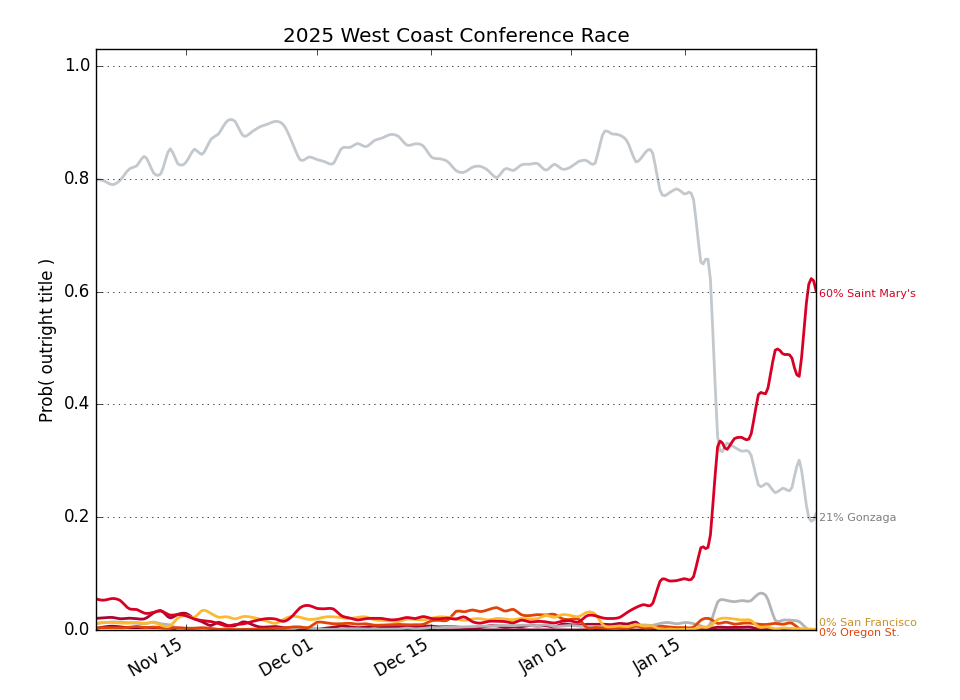 2025 West Coast Conference Race
Prob( outright title )
1.0
0.8
0.6
0.4
0.2
0.0
60% Saint Mary's
21% Gonzaga
0% San Francisco
0% Oregon St.
Nov 15
Dec 01
Dec 15
Jan 01
Jan 15